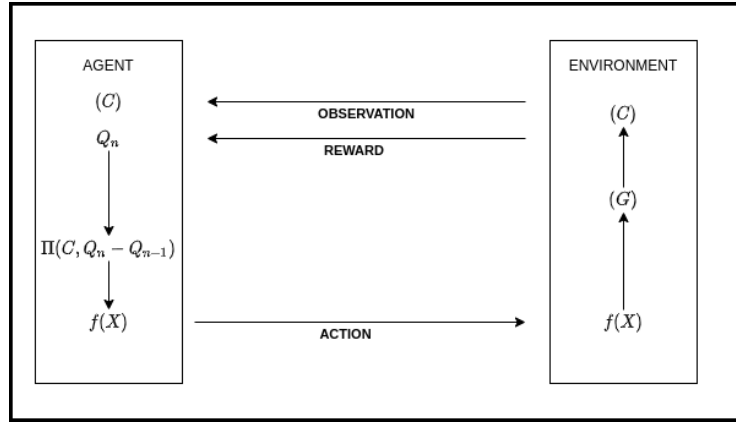 AGENT
(C)
Q_n
Π(C, Q_n − Q_{n−1})
f(X)
OBSERVATION
REWARD
ACTION
ENVIRONMENT
(C)
(G)
f(X)